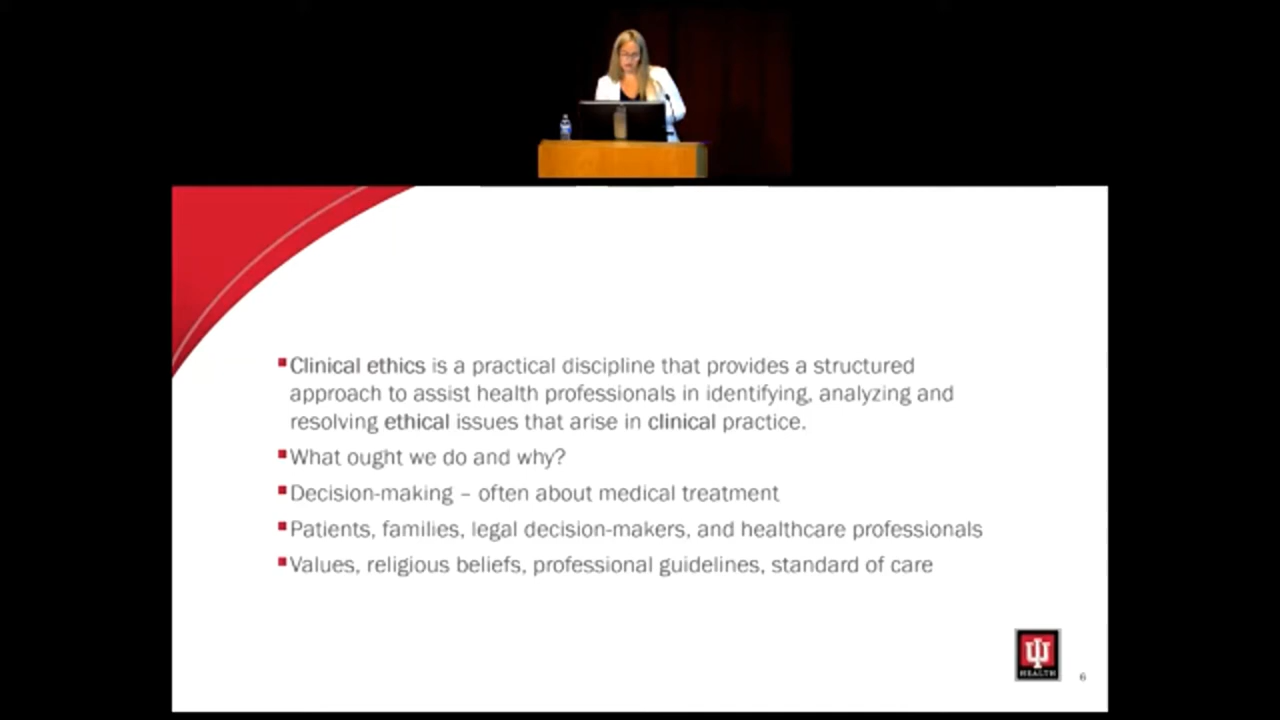 Clinical ethics is a practical discipline that provides a structured
approach to assist health professionals in identifying, analyzing and
resolving ethical issues that arise in clinical practice.
What ought we do and why?
Decision-making – often about medical treatment
Patients, families, legal decision-makers, and healthcare professionals
Values, religious beliefs, professional guidelines, standard of care
HEALTH
6